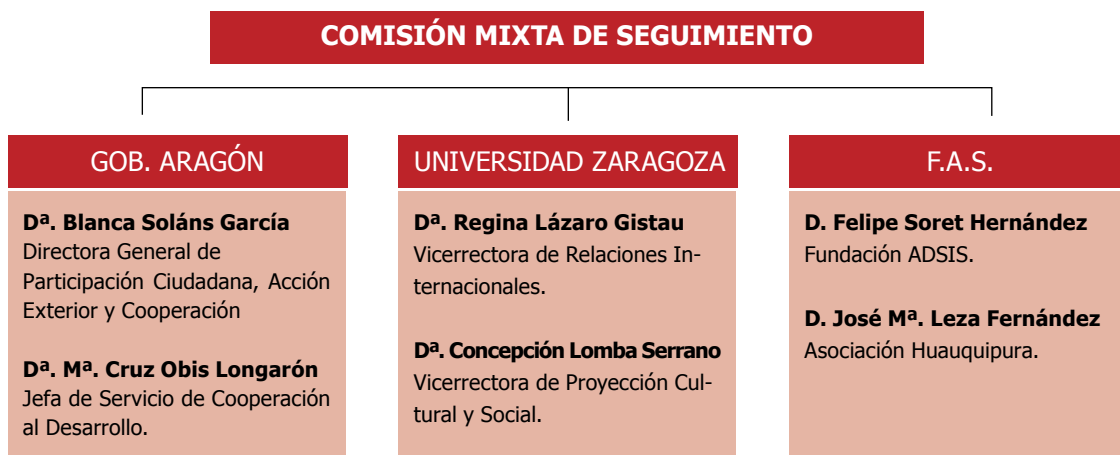 COMISIÓN MIXTA DE SEGUIMIENTO
GOB. ARAGÓN
Dª. Blanca Soláns García
Directora General de
Participación Ciudadana, Acción
Exterior y Cooperación
Dª. Mª. Cruz Obis Longarón
Jefa de Servicio de Cooperación
al Desarrollo.
UNIVERSIDAD ZARAGOZA
Dª. Regina Lázaro Gistau
Vicerrectora de Relaciones In-
ternacionales.
Dª. Concepción Lomba Serrano
Vicerrectora de Proyección Cul-
tural y Social.
F.A.S.
D. Felipe Soret Hernández
Fundación ADSIS.
D. José Mª. Leza Fernández
Asociación Huauquipura.